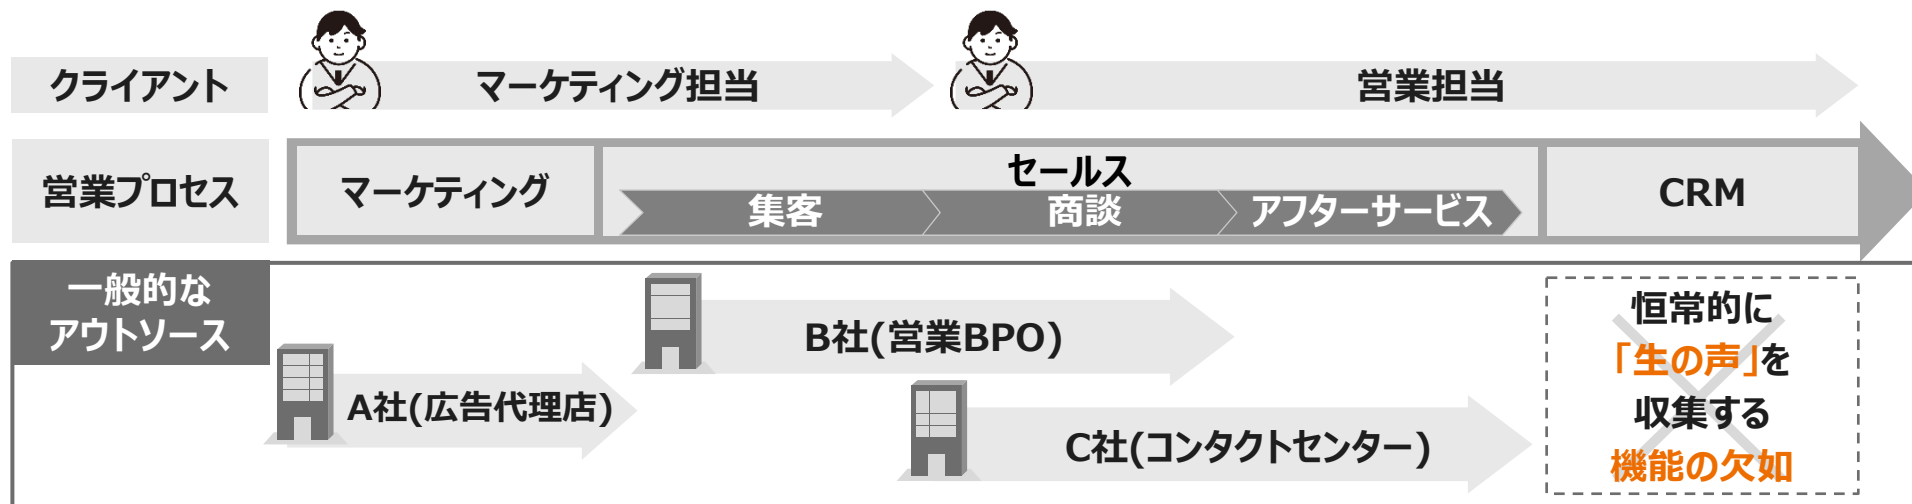 クライアント
マーケティング担当
営業担当
営業プロセス
マーケティング
セールス
集客
商談
アフターサービス
CRM
一般的な
アウトソース
A社(広告代理店)
B社(営業BPO)
C社(コンタクトセンター)
恒常的に
「生の声」を
収集する
機能の欠如